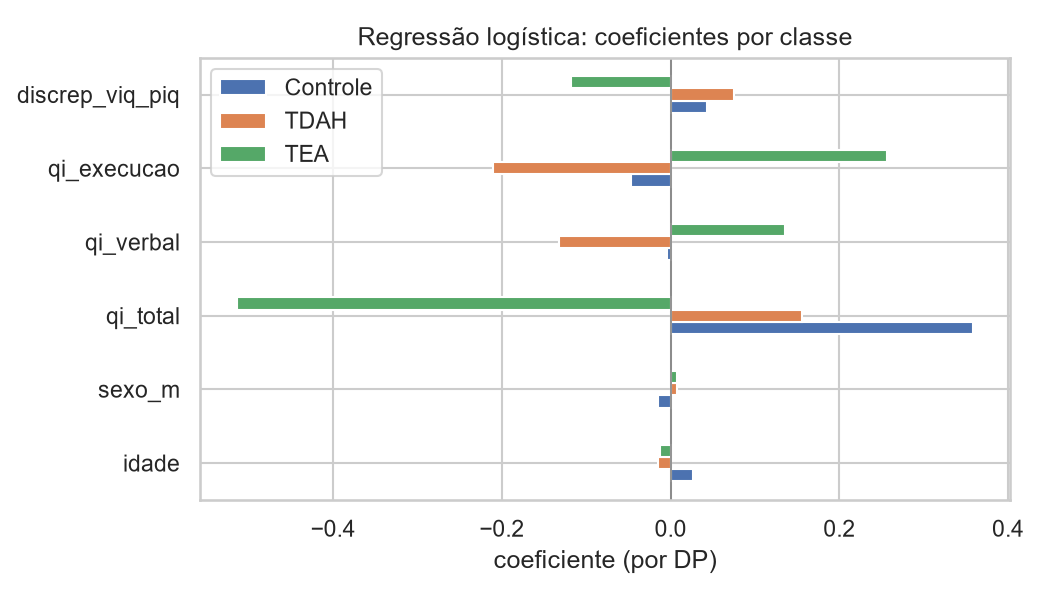 Regressão logística: coeficientes por classe
Controle
TDAH
TEA
discrep_viq_piq
qi_execucao
qi_verbal
qi_total
sexo_m
idade
−0.4 −0.2 0.0 0.2 0.4
coeficiente (por DP)